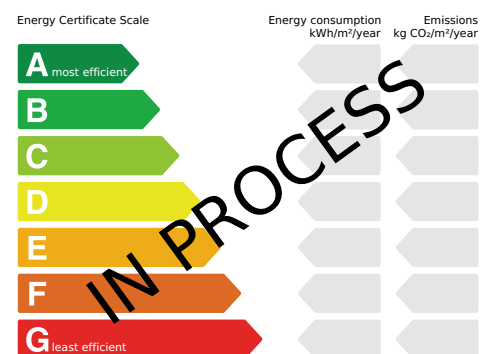 Energy Certificate Scale
Energy consumption
kWh/m²/year
Emissions
kg CO₂/m²/year
A most efficient
B
C
D
E
F
G least efficient
IN PROCESS